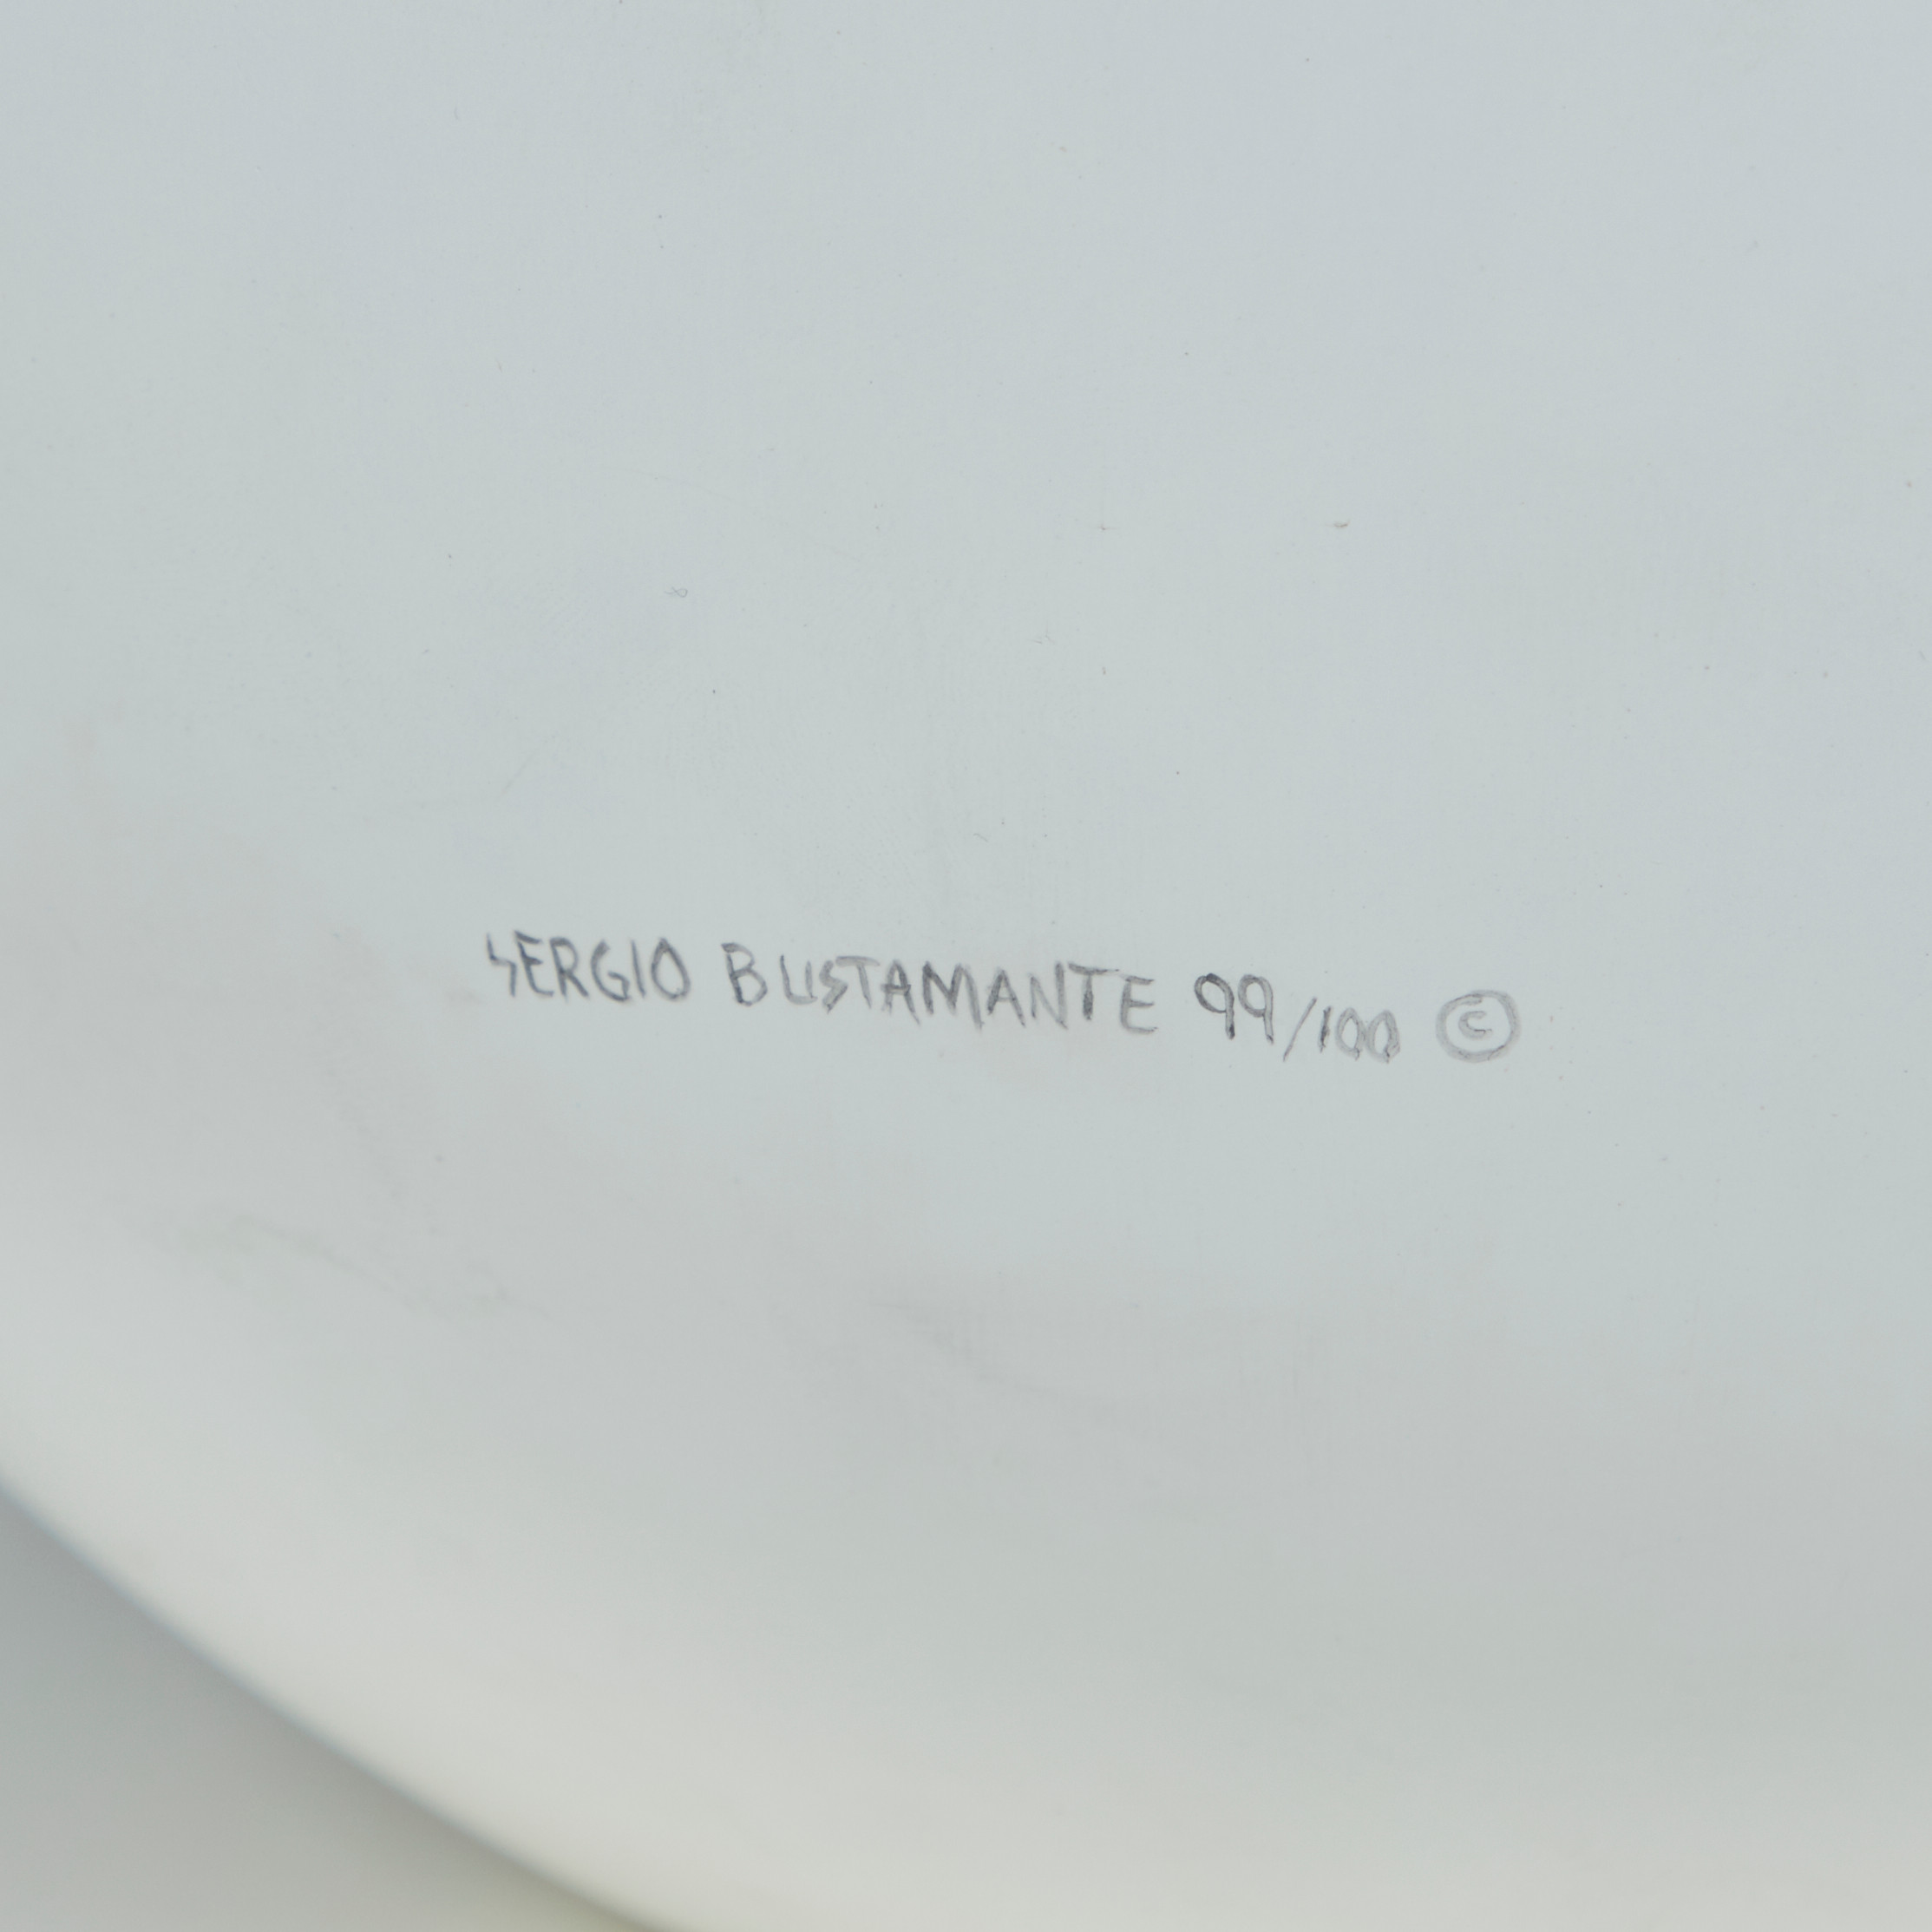 SERGIO BUSTAMANTE 99/100 ©